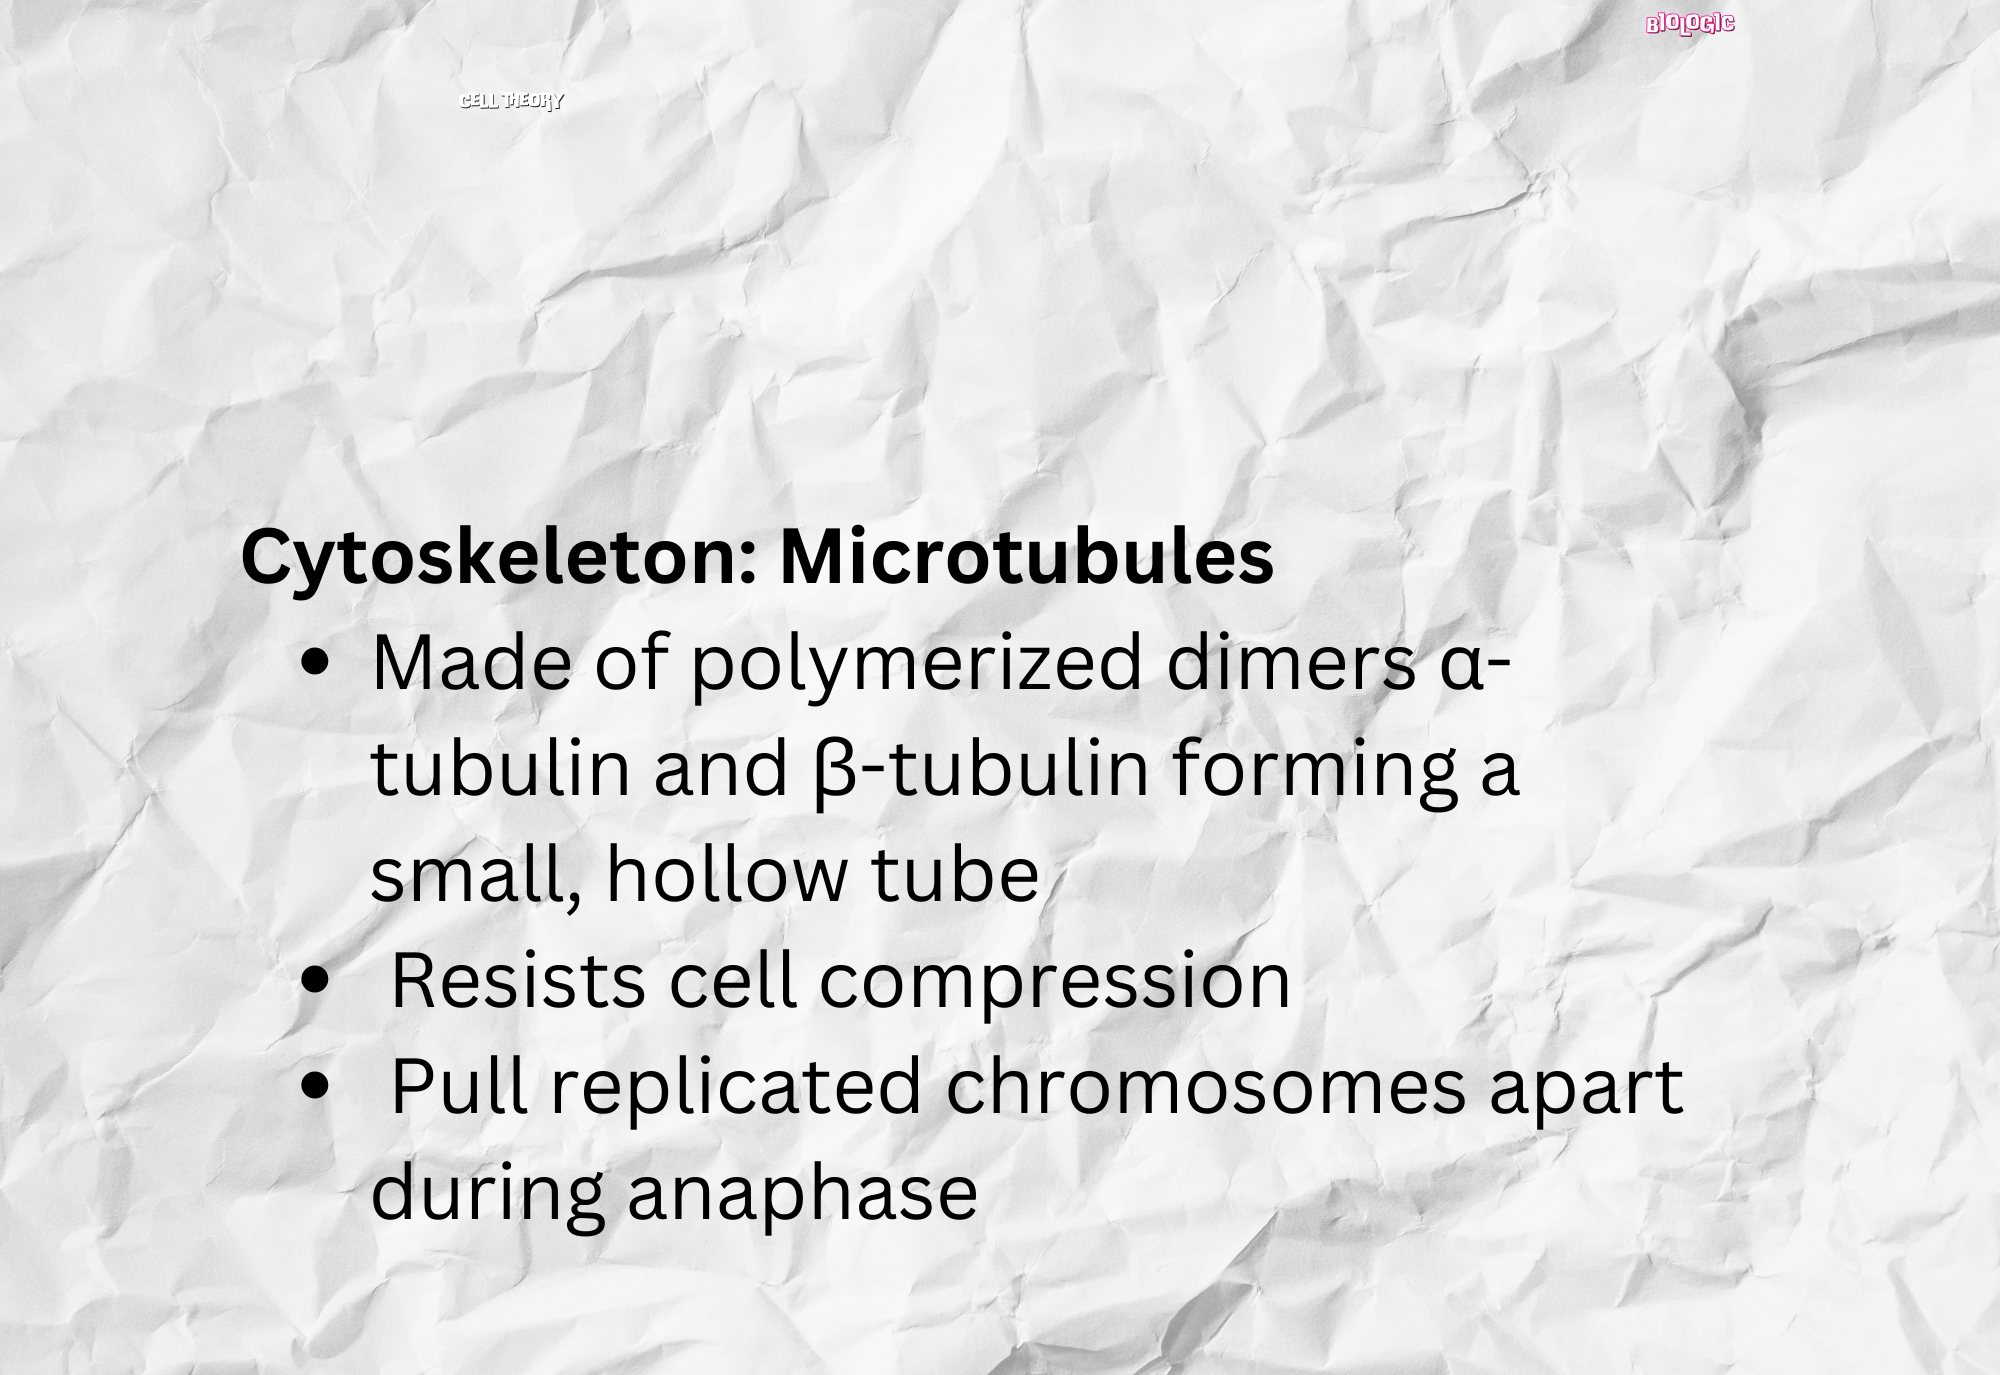 BIOLOGIC
CELL THEORY
Cytoskeleton: Microtubules
• Made of polymerized dimers α-
tubulin and β-tubulin forming a
small, hollow tube
• Resists cell compression
• Pull replicated chromosomes apart
during anaphase